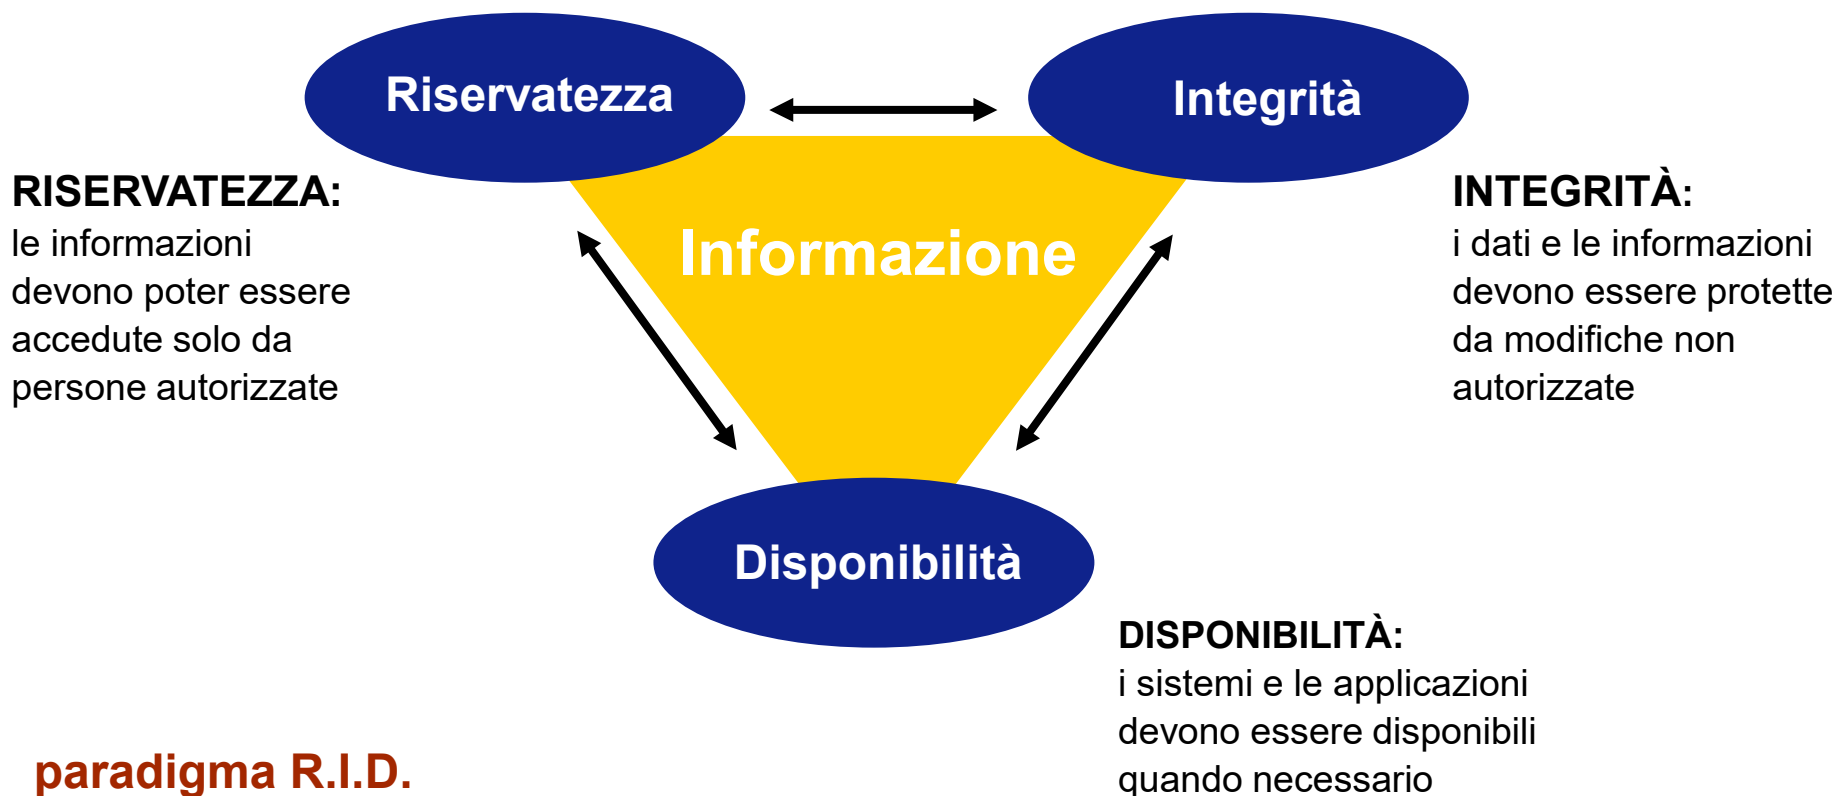 Riservatezza
Integrità
RISERVATEZZA:
le informazioni
devono poter essere
accedute solo da
persone autorizzate
Informazione
INTEGRITÀ:
i dati e le informazioni
devono essere protette
da modifiche non
autorizzate
Disponibilità
DISPONIBILITÀ:
i sistemi e le applicazioni
devono essere disponibili
quando necessario
paradigma R.I.D.